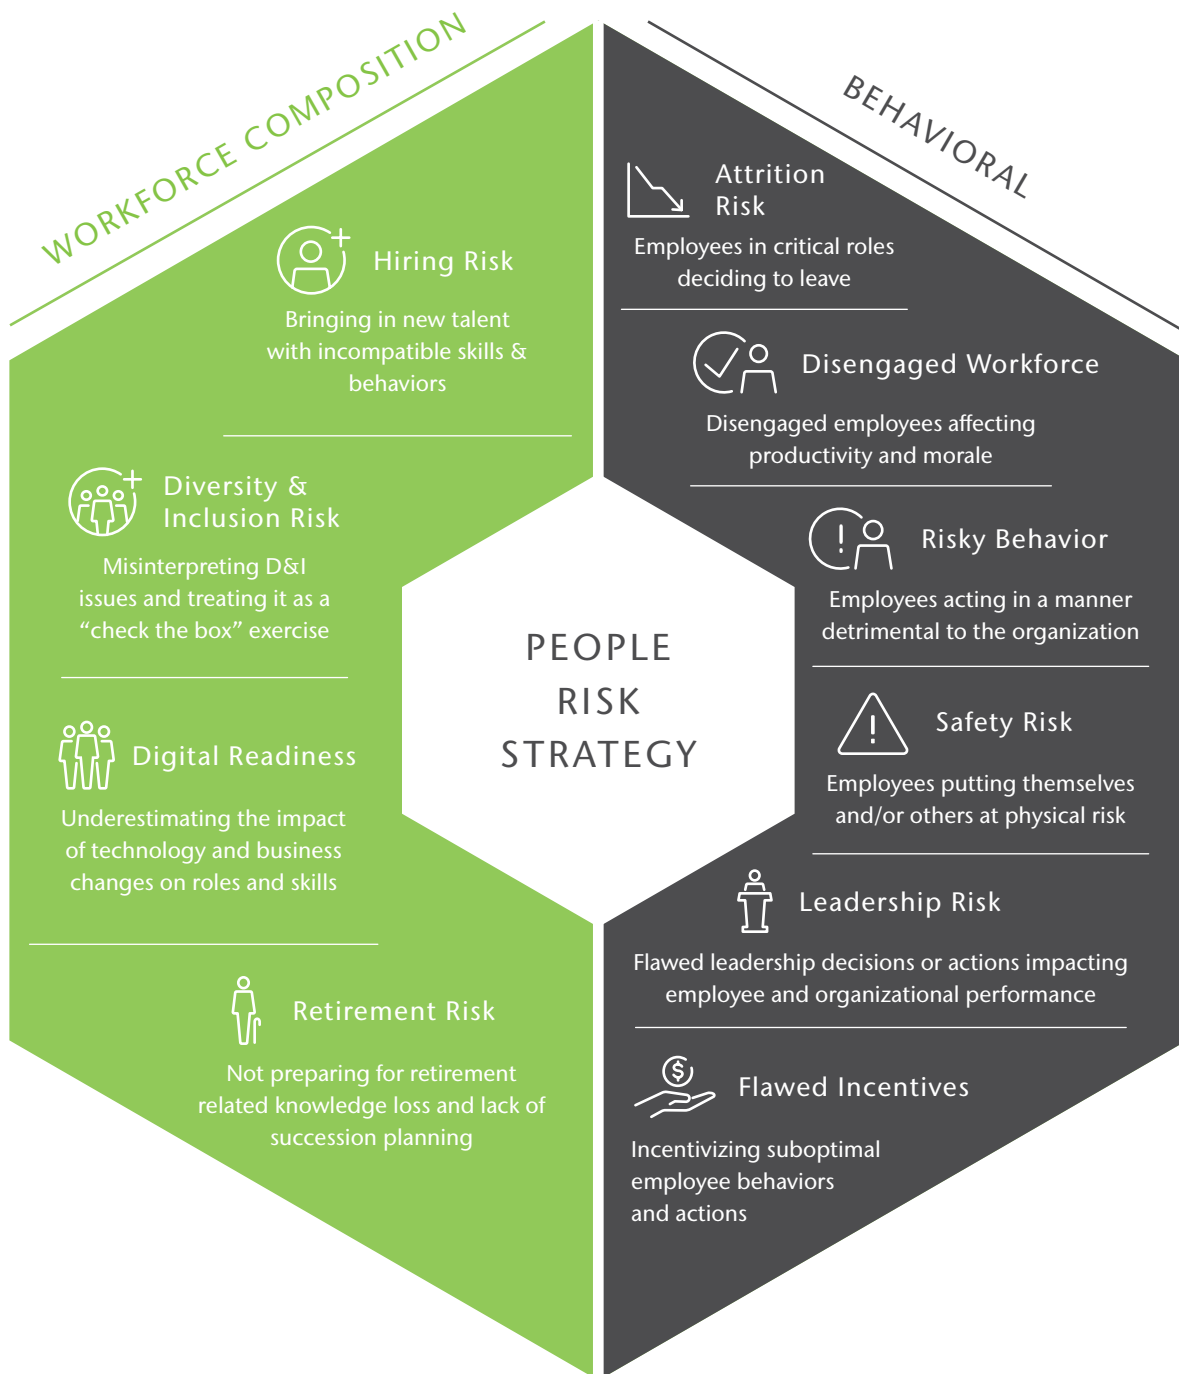 WORKFORCE COMPOSITION
Hiring Risk
Bringing in new talent
with incompatible skills &
behaviors
Diversity &
Inclusion Risk
Misinterpreting D&I
issues and treating it as a
“check the box” exercise
Digital Readiness
Underestimating the impact
of technology and business
changes on roles and skills
Retirement Risk
Not preparing for retirement
related knowledge loss and lack of
succession planning
PEOPLE
RISK
STRATEGY
BEHAVIORAL
Attrition
Risk
Employees in critical roles
deciding to leave
Disengaged Workforce
Disengaged employees affecting
productivity and morale
Risky Behavior
Employees acting in a manner
detrimental to the organization
Safety Risk
Employees putting themselves
and/or others at physical risk
Leadership Risk
Flawed leadership decisions or actions impacting
employee and organizational performance
Flawed Incentives
Incentivizing suboptimal
employee behaviors
and actions